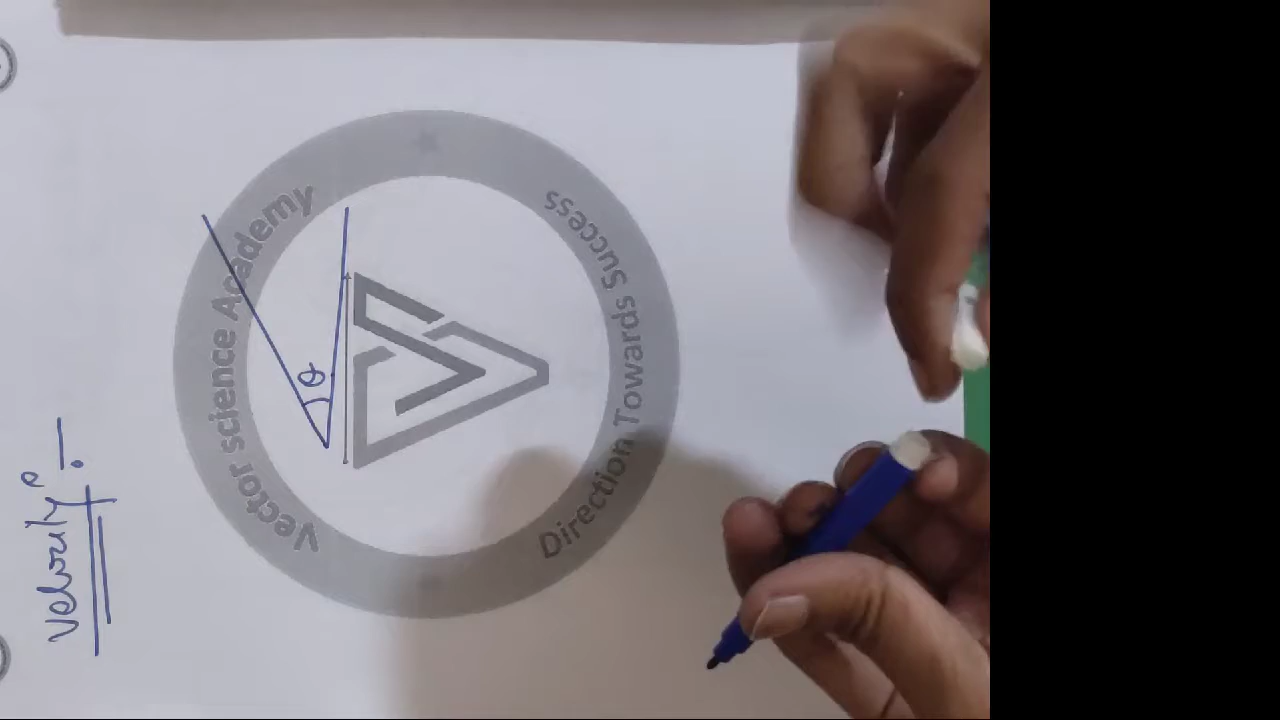 Velocity :-
θ
Vector science Academy
Direction Towards Success